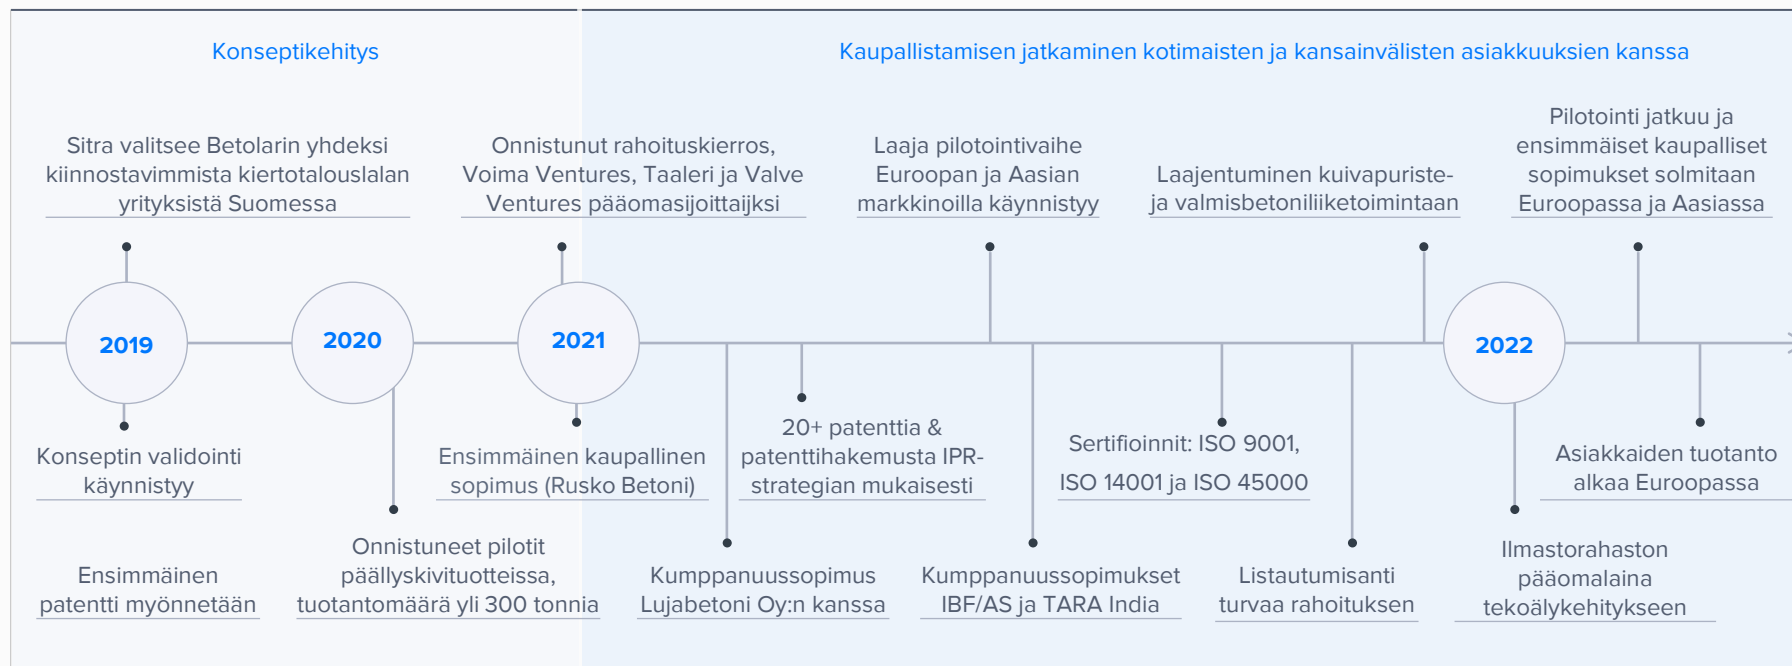 Konseptikehitys
Kaupallistamisen jatkaminen kotimaisten ja kansainvälisten asiakkuuksien kanssa
Sitra valitsee Betolarin yhdeksi
kiinnostavimmista kiertotalouslalan
yrityksistä Suomessa
Onnistunut rahoituskierros,
Voima Ventures, Taaleri ja Valve
Ventures pääomasijoittaijksi
Laaja pilotointivaihe
Euroopan ja Aasian
markkinoilla käynnistyy
Laajentuminen kuivapuriste-
ja valmisbetoniliiketoimintaan
Pilotointi jatkuu ja
ensimmäiset kaupalliset
sopimukset solmitaan
Euroopassa ja Aasiassa
2019
2020
2021
2022
Konseptin validointi
käynnistyy
Ensimmäinen kaupallinen
sopimus (Rusko Betoni)
20+ patenttia &
patenttihakemusta IPR-
strategian mukaisesti
Sertifioinnit: ISO 9001,
ISO 14001 ja ISO 45000
Asiakkaiden tuotanto
alkaa Euroopassa
Ensimmäinen
patentti myönnetään
Onnistuneet pilotit
päällyskivituotteissa,
tuotantomäärä yli 300 tonnia
Kumppanuussopimus
Lujabetoni Oy:n kanssa
Kumppanuussopimukset
IBF/AS ja TARA India
Listautumisanti
turvaa rahoituksen
Ilmastorahaston
pääomalaina
tekoälykehitykseen